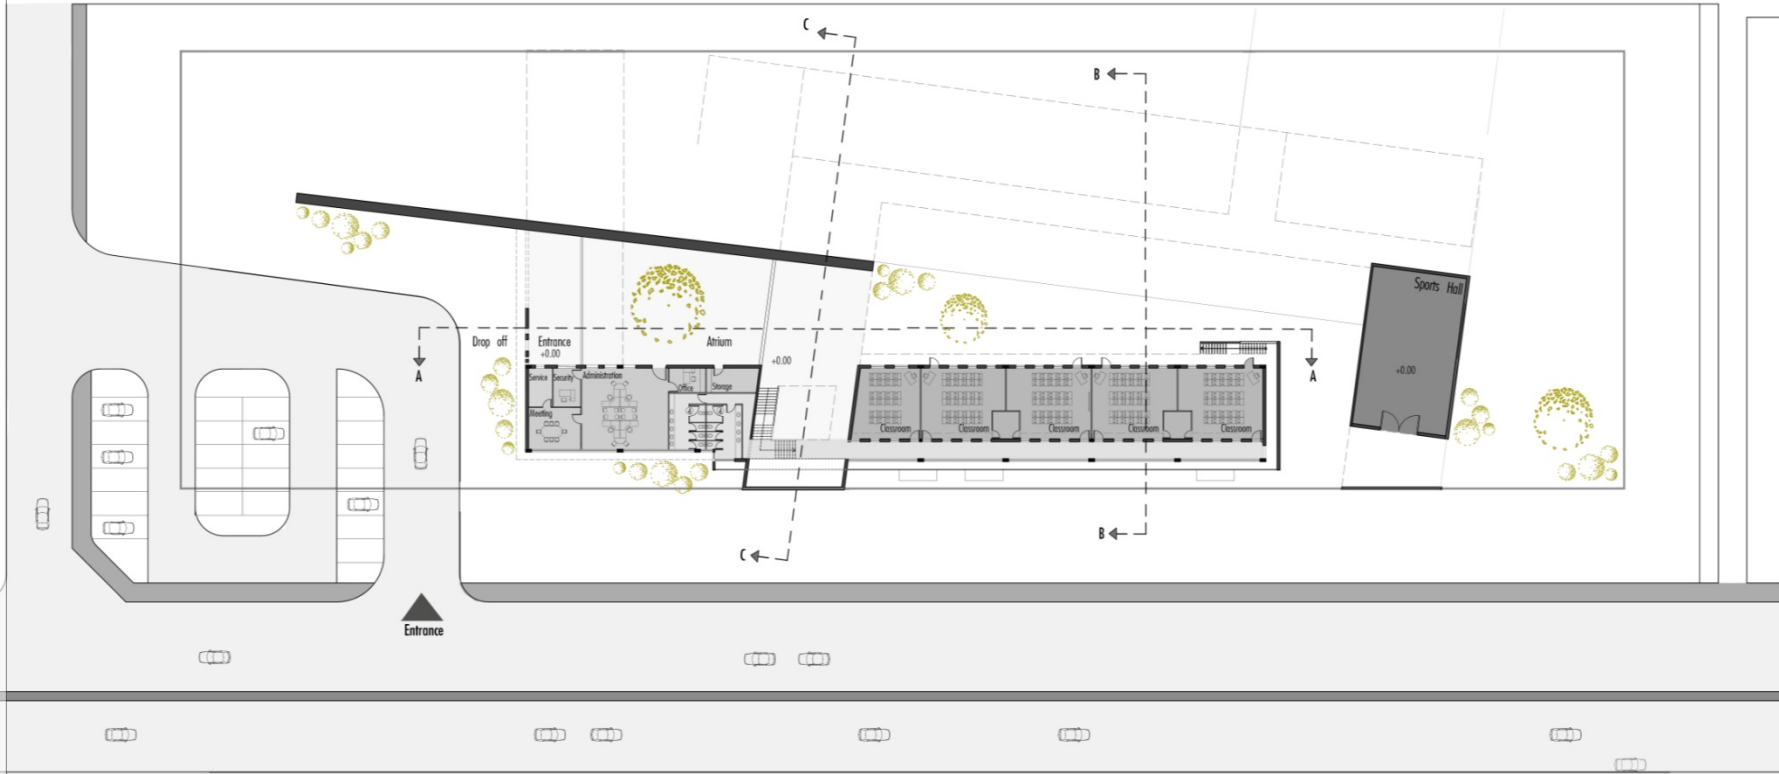 C
B
Sports Hall
Drop off
Entrance
+0.00
Atrium
+0.00
+0.00
A
A
Service
Security
Administration
Office
Storage
Meeting
Classroom
Classroom
Classroom
Classroom
Classroom
B
C
Entrance